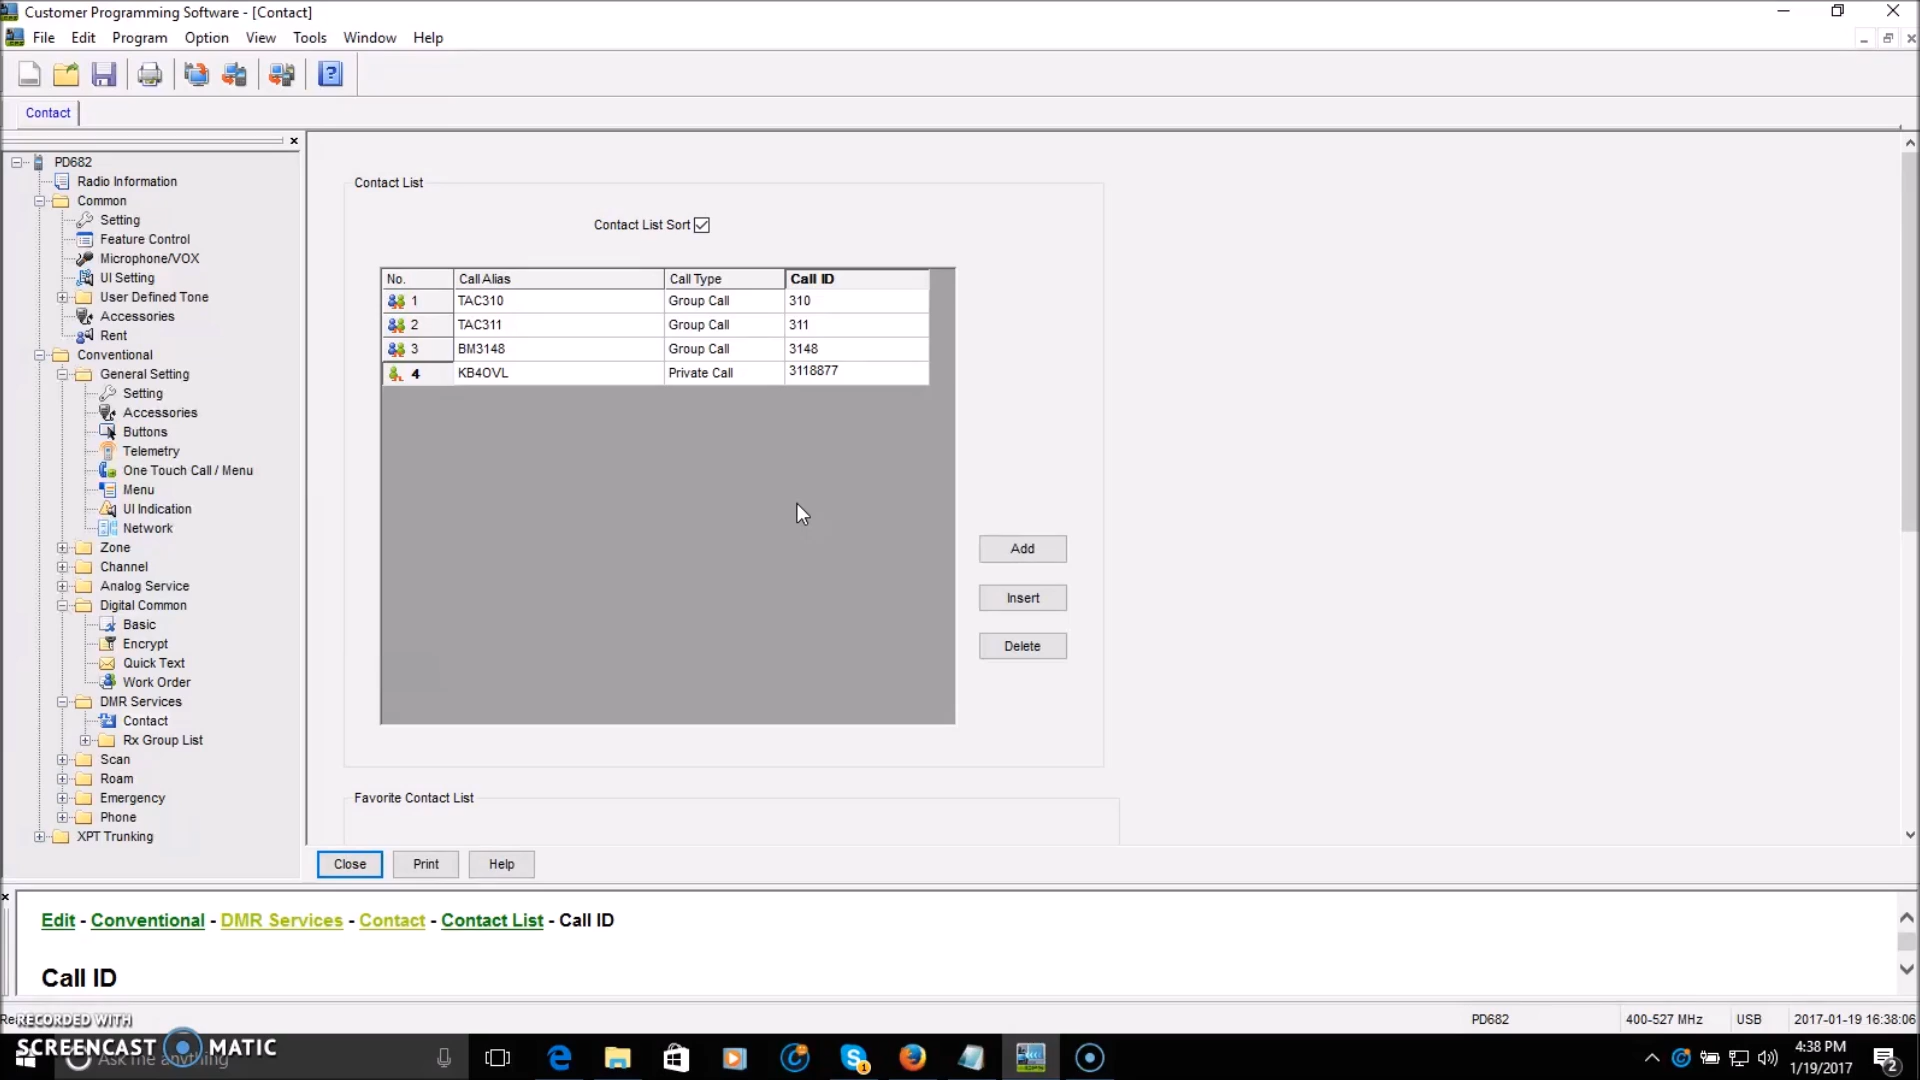 Customer Programming Software - [Contact]
File Edit Program Option View Tools Window Help
Contact
PD682
Radio Information
Common
Setting
Feature Control
Microphone/VOX
UI Setting
User Defined Tone
Accessories
Rent
Conventional
General Setting
Setting
Accessories
Buttons
Telemetry
One Touch Call / Menu
Menu
UI Indication
Network
Zone
Channel
Analog Service
Digital Common
Basic
Encrypt
Quick Text
Work Order
DMR Services
Contact
Rx Group List
Scan
Roam
Emergency
Phone
XPT Trunking
Contact List
Contact List Sort
No. Call Alias Call Type Call ID
1 TAC310 Group Call 310
2 TAC311 Group Call 311
3 BM3148 Group Call 3148
4 KB4OVL Private Call 3118877
Add
Insert
Delete
Favorite Contact List
Close Print Help
Edit - Conventional - DMR Services - Contact - Contact List - Call ID
Call ID
PD682 400-527 MHz USB 2017-01-19 16:38:06
RECORDED WITH
SCREENCAST MATIC
Ask me anything
1
4:38 PM
1/19/2017
2